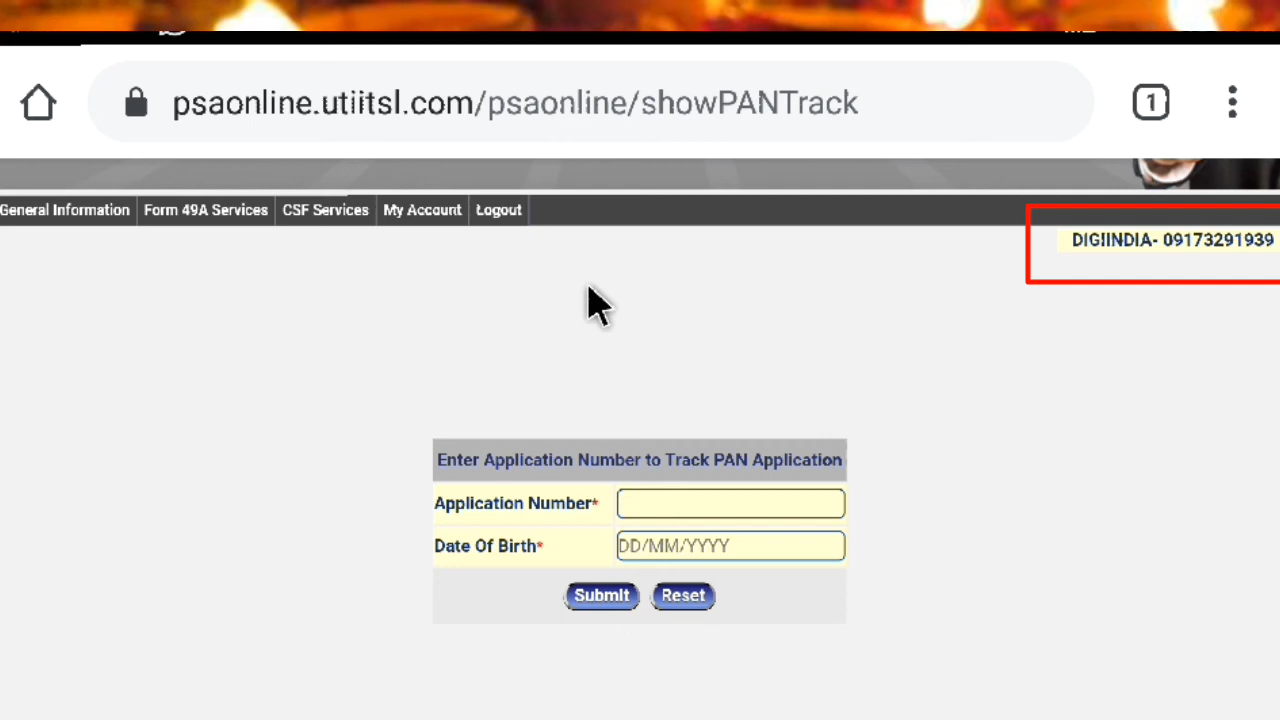 psaonline.utiitsl.com/psaonline/showPANTrack
1
General Information Form 49A Services CSF Services My Account Logout
DIGIINDIA- 09173291939
Enter Application Number to Track PAN Application
Application Number*
Date Of Birth* DD/MM/YYYY
Submit Reset